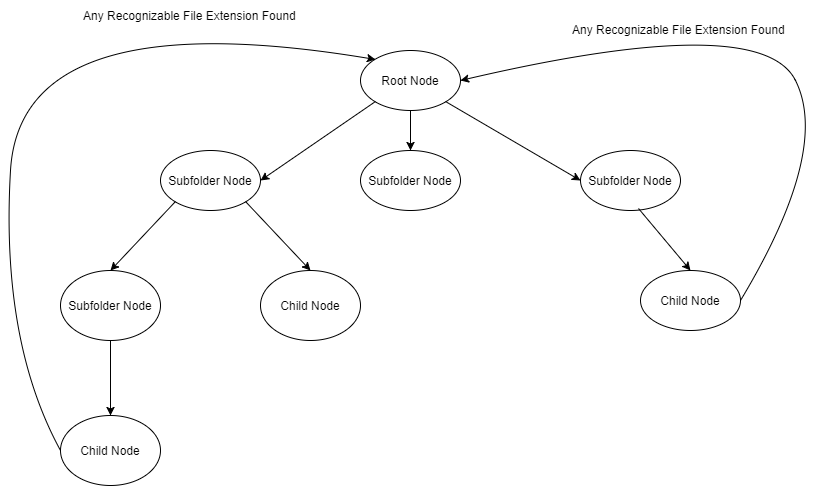 Any Recognizable File Extension Found
Any Recognizable File Extension Found
Root Node
Subfolder Node
Subfolder Node
Subfolder Node
Subfolder Node
Child Node
Child Node
Child Node